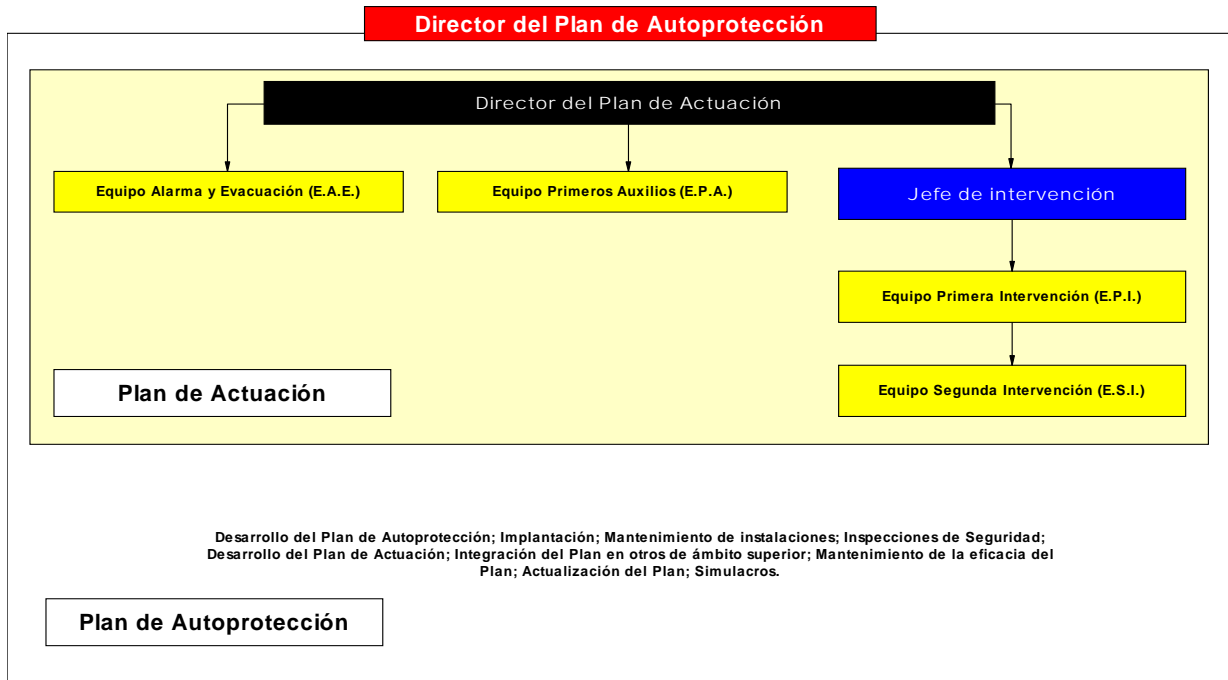 Director del Plan de Autoprotección
Director del Plan de Actuación
Equipo Alarma y Evacuación (E.A.E.)
Equipo Primeros Auxilios (E.P.A.)
Jefe de intervención
Equipo Primera Intervención (E.P.I.)
Plan de Actuación
Equipo Segunda Intervención (E.S.I.)
Desarrollo del Plan de Autoprotección; Implantación; Mantenimiento de instalaciones; Inspecciones de Seguridad;
Desarrollo del Plan de Actuación; Integración del Plan en otros de ámbito superior; Mantenimiento de la eficacia del
Plan; Actualización del Plan; Simulacros.
Plan de Autoprotección